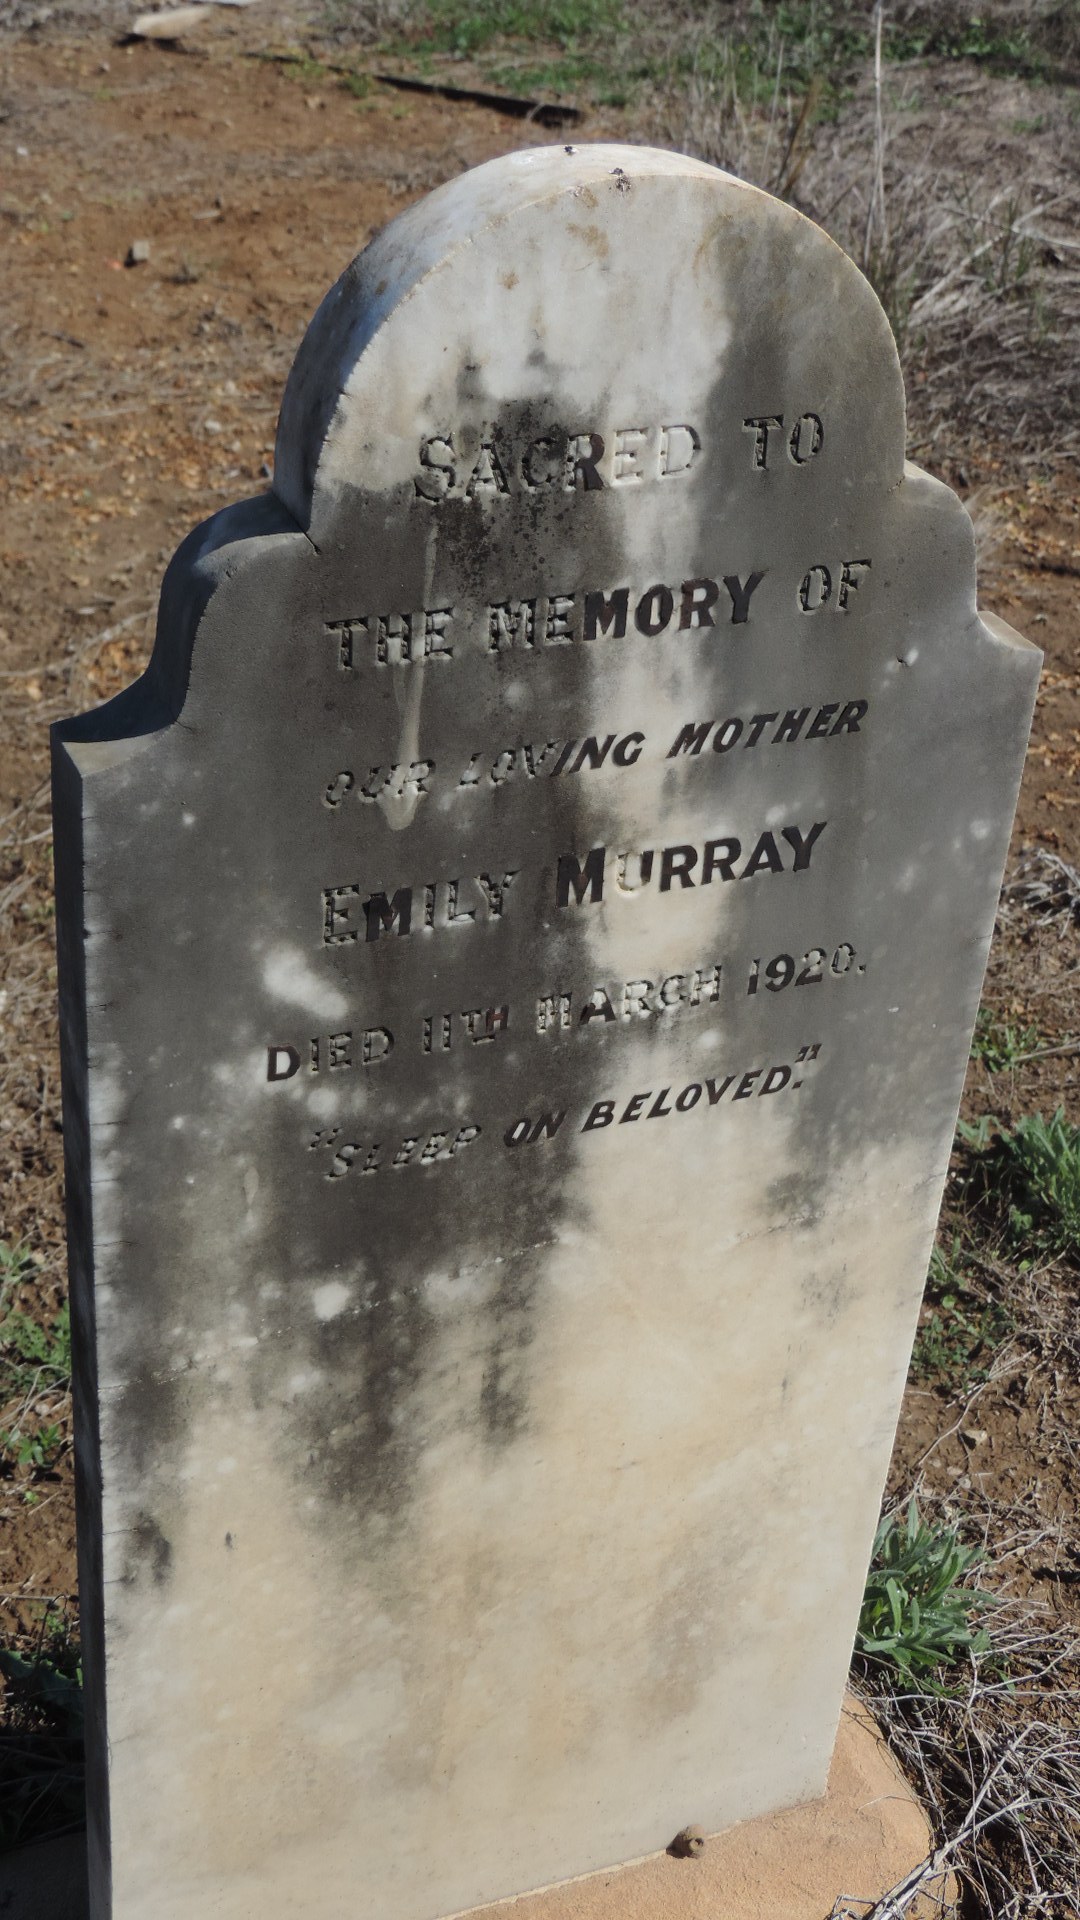 SACRED TO
THE MEMORY OF
OUR LOVING MOTHER
EMILY MURRAY
DIED 11TH MARCH 1920.
"SLEEP ON BELOVED."